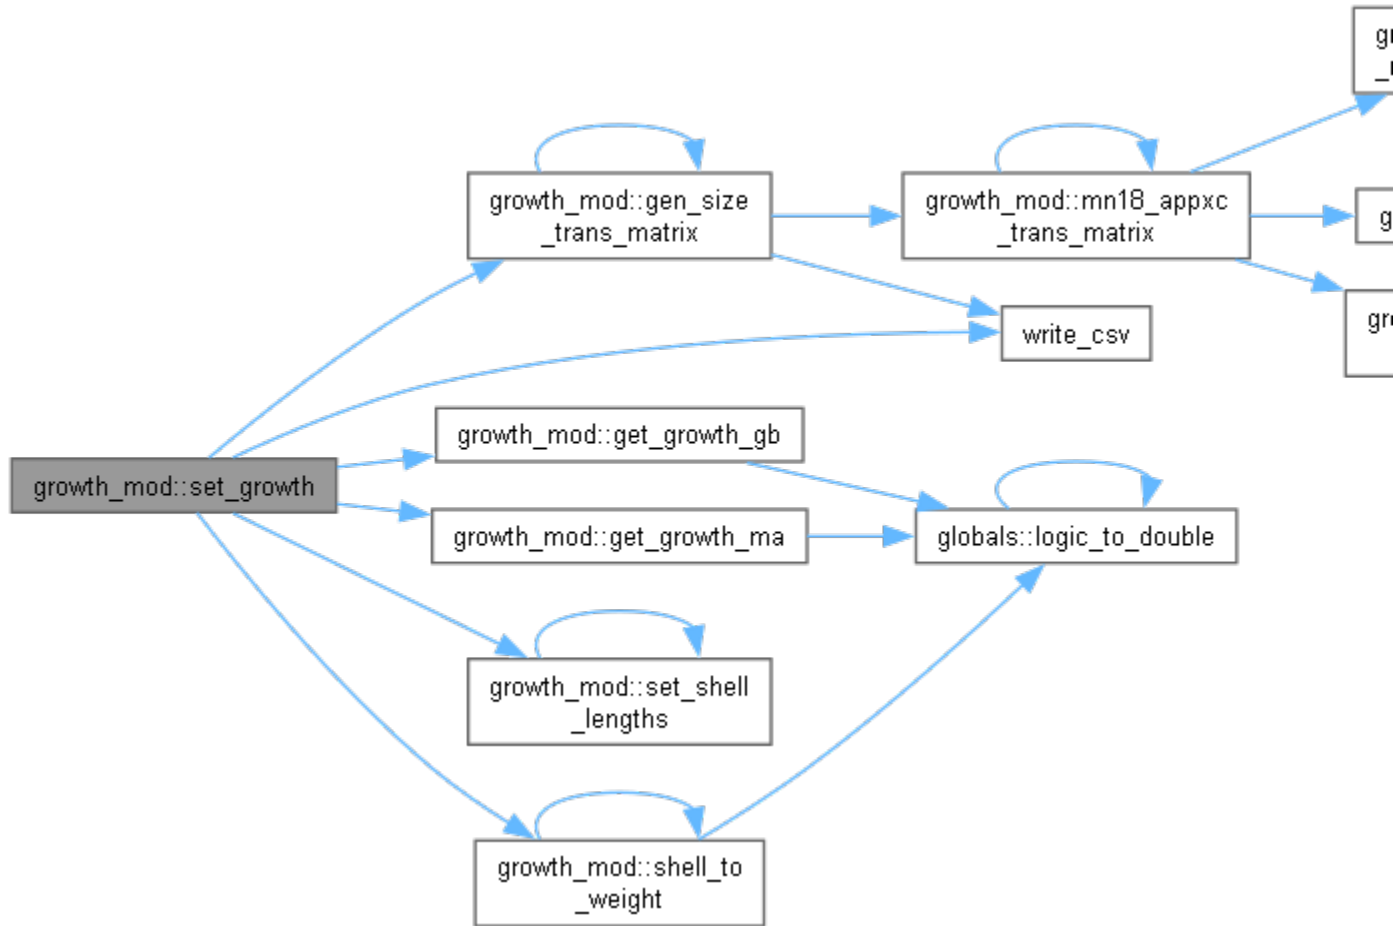 growth_mod::gen_size
_trans_matrix
growth_mod::mn18_appxc
_trans_matrix
write_csv
growth_mod::get_growth_gb
growth_mod::set_growth
growth_mod::get_growth_ma
globals::logic_to_double
growth_mod::set_shell
_lengths
growth_mod::shell_to
_weight